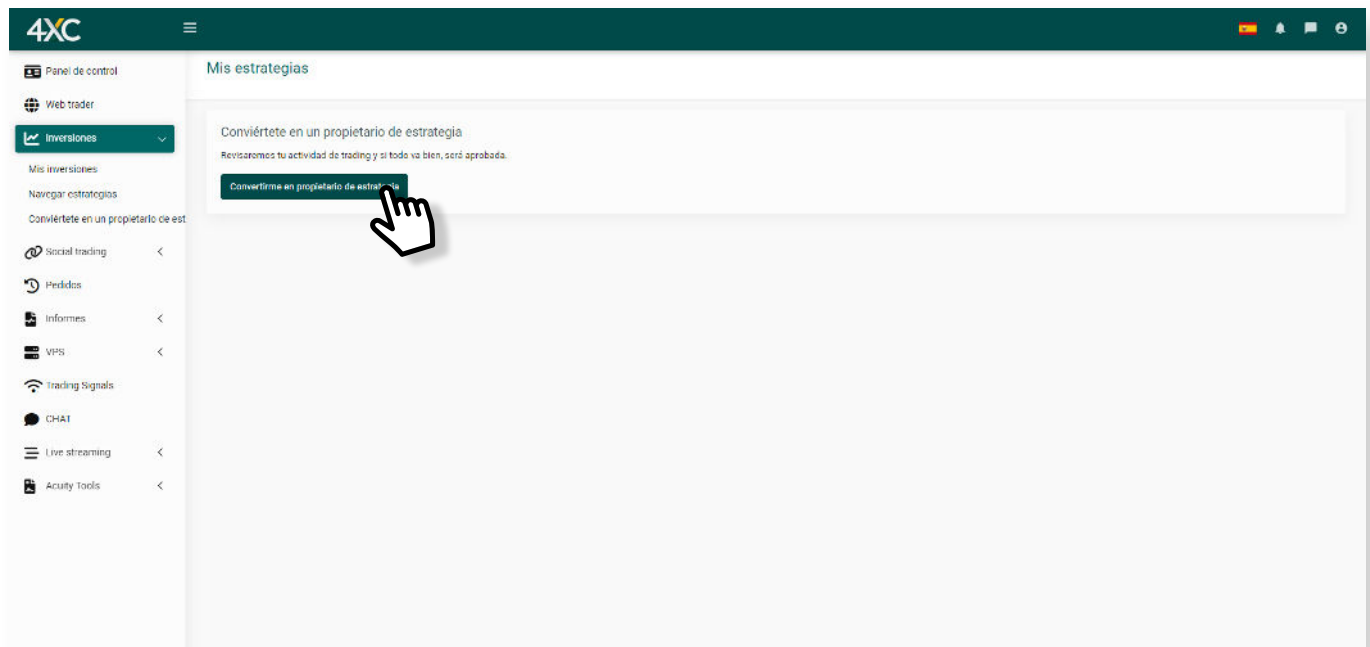 4XC
Panel de control
Web trader
Inversiones
Mis inversiones
Navegar estrategias
Conviértete en un propietario de est
Social trading
Pedidos
Informes
VPS
Trading Signals
CHAT
Live streaming
Acuity Tools
Mis estrategias
Conviértete en un propietario de estrategia
Revisaremos tu actividad de trading y si todo va bien, será aprobada.
Convertirme en propietario de estrategia